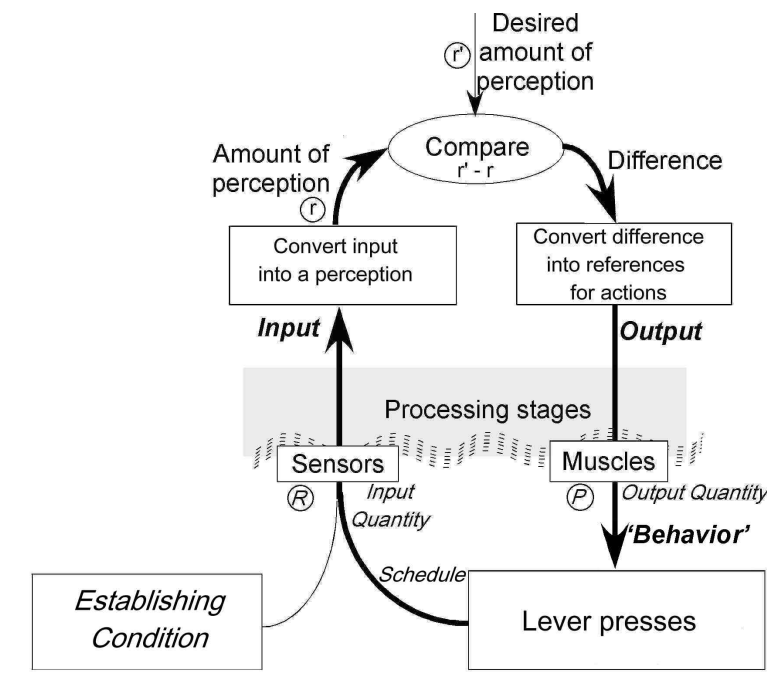 Desired
r' amount of
perception
Compare
r' - r
Amount of
perception
r
Difference
Convert input
into a perception
Convert difference
into references
for actions
Input
Output
Processing stages
Sensors
Muscles
R Input
Quantity
P Output Quantity
'Behavior'
Schedule
Establishing
Condition
Lever presses